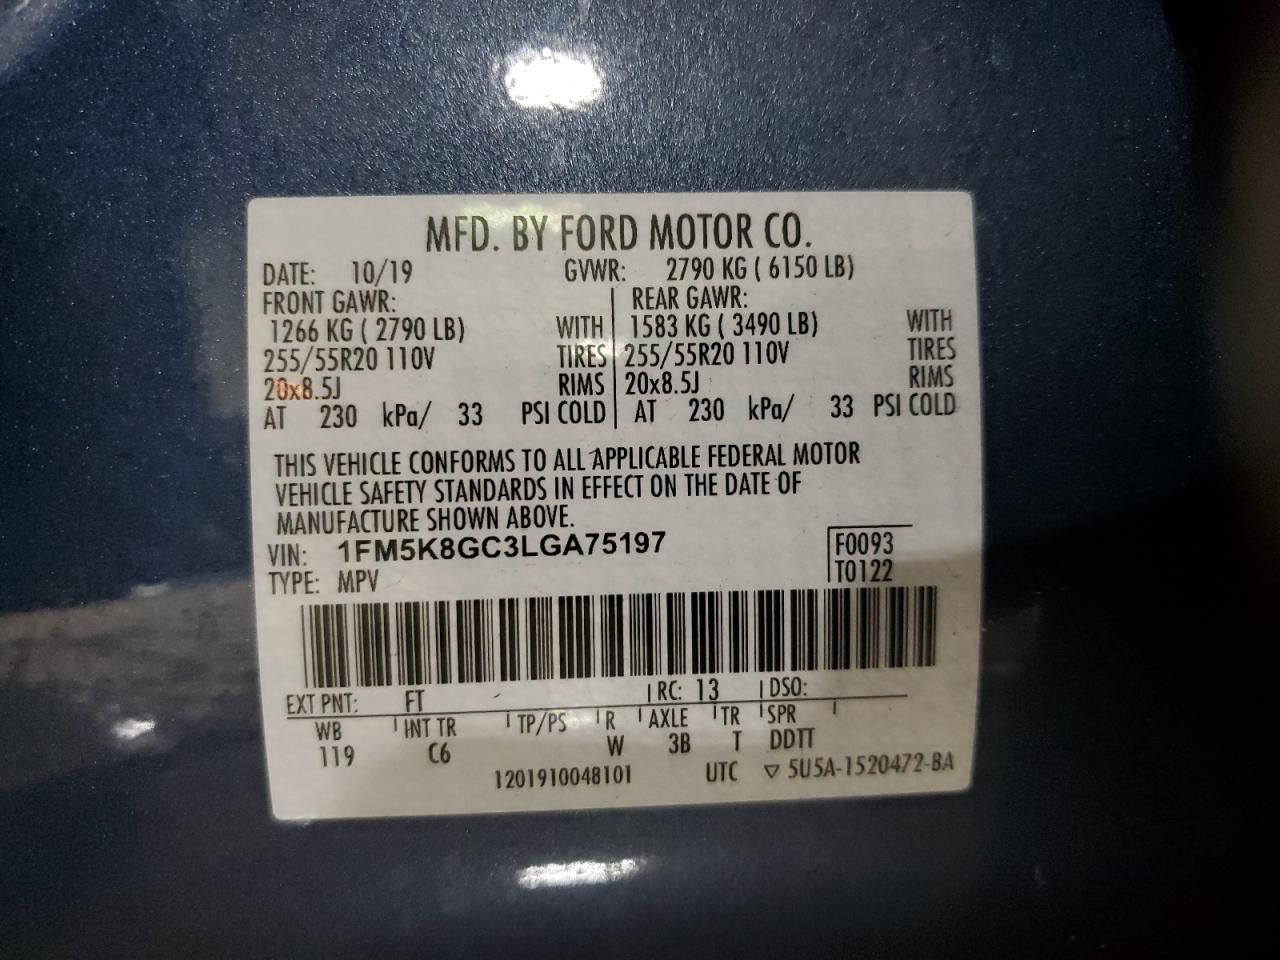 MFD. BY FORD MOTOR CO.
DATE: 10/19 GVWR: 2790 KG ( 6150 LB)
FRONT GAWR: REAR GAWR:
1266 KG ( 2790 LB) WITH 1583 KG ( 3490 LB) WITH
255/55R20 110V TIRES 255/55R20 110V TIRES
20x8.5J RIMS 20x8.5J RIMS
AT 230 kPa/ 33 PSI COLD AT 230 kPa/ 33 PSI COLD
THIS VEHICLE CONFORMS TO ALL APPLICABLE FEDERAL MOTOR
VEHICLE SAFETY STANDARDS IN EFFECT ON THE DATE OF
MANUFACTURE SHOWN ABOVE.
VIN: 1FM5K8GC3LGA75197 F0093
TYPE: MPV T0122
EXT PNT: FT RC: 13 DSO:
WB INT TR TP/PS R AXLE TR SPR
119 C6 W 3B T DDTT
1201910048101 UTC ▽ 5U5A-1520472-BA